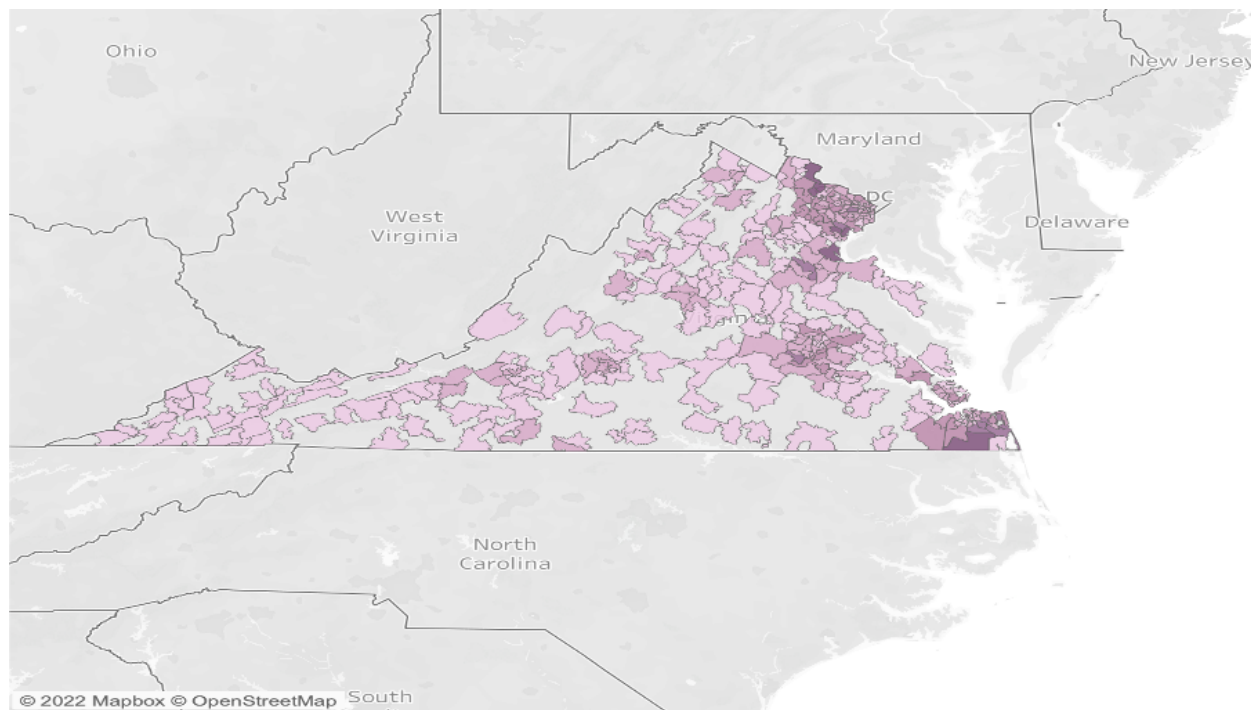 Ohio
New Jersey
Maryland
DC
West
Virginia
Delaware
North
Carolina
© 2022 Mapbox © OpenStreetMap
South